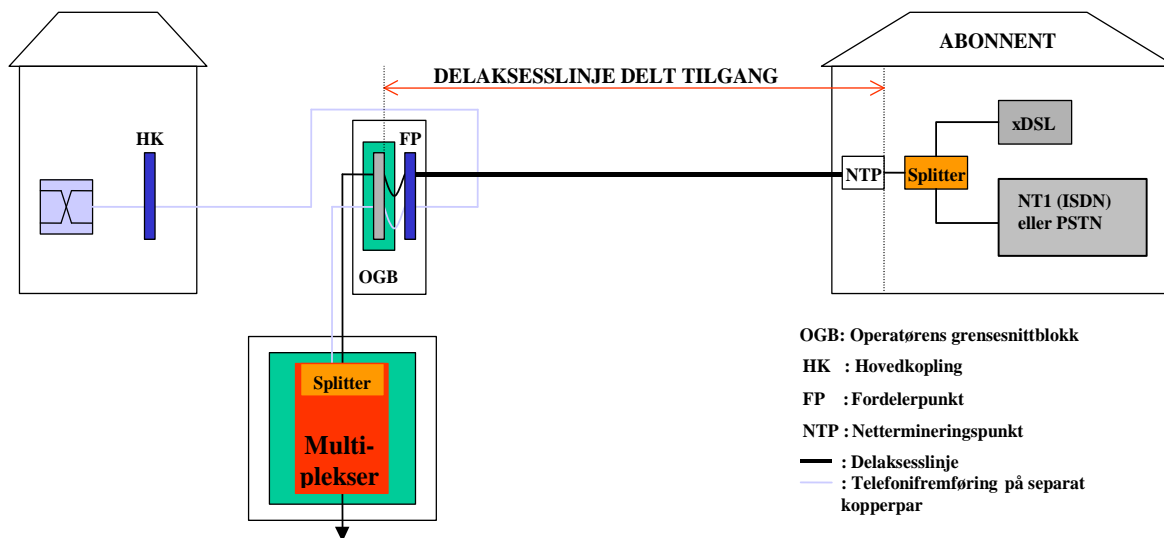 ABONNENT
DELAKSESSLINJE DELT TILGANG
HK
FP
xDSL
NTP
Splitter
NT1 (ISDN)
eller PSTN
OGB
Splitter
Multi-
plekser
OGB: Operatørens grensesnittblokk
HK : Hovedkopling
FP : Fordelerpunkt
NTP : Nettermineringspunkt
: Delaksesslinje
: Telefonifremføring på separat
kopperpar